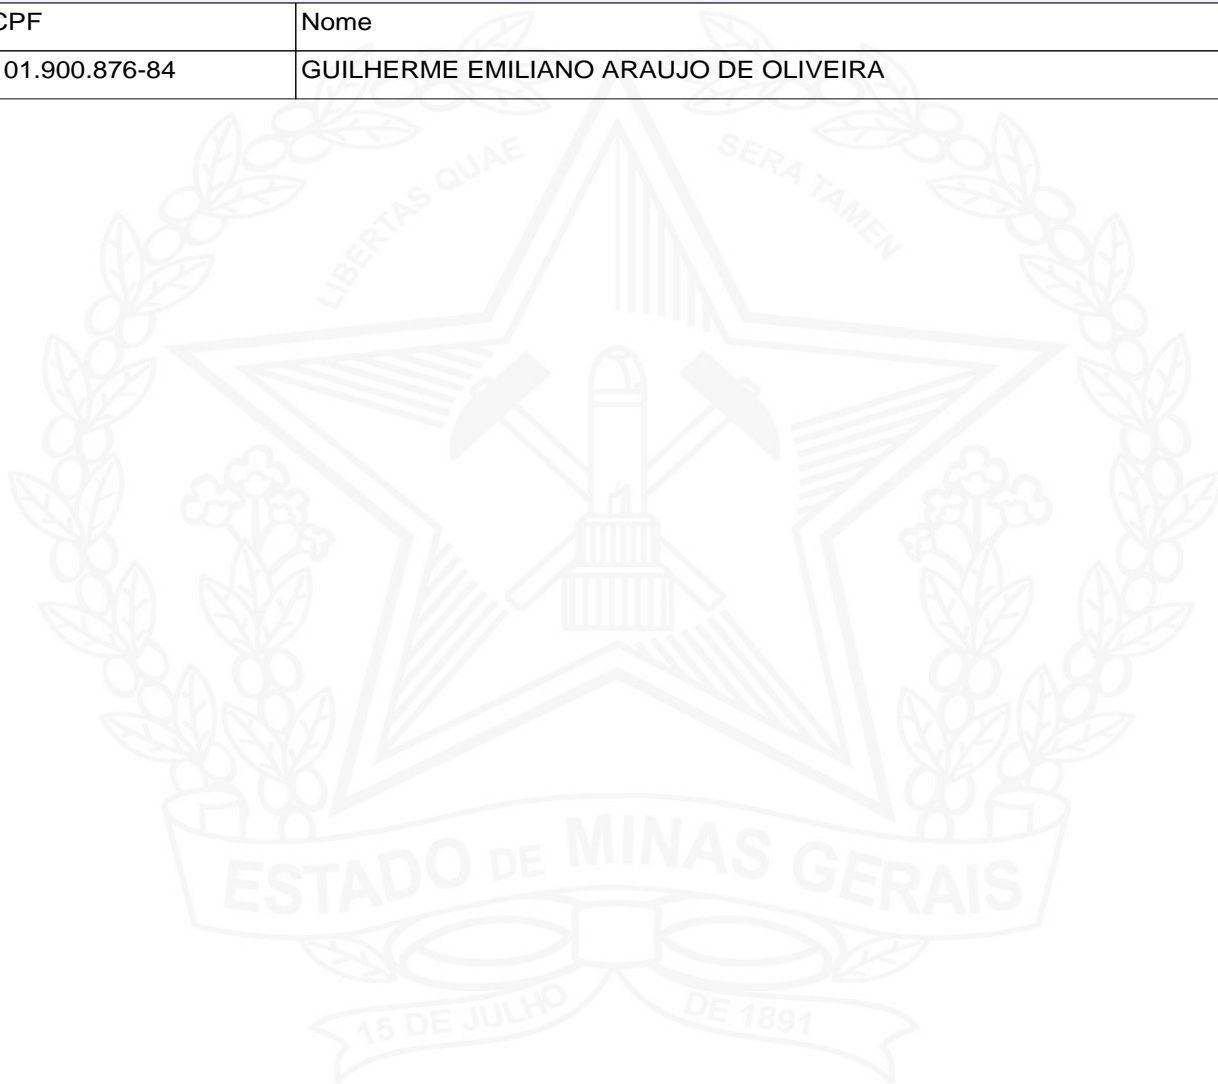 CPF Nome
01.900.876-84 GUILHERME EMILIANO ARAUJO DE OLIVEIRA
LIBERTAS QUAE SERA TAMEN
ESTADO DE MINAS GERAIS
15 DE JULHO DE 1891